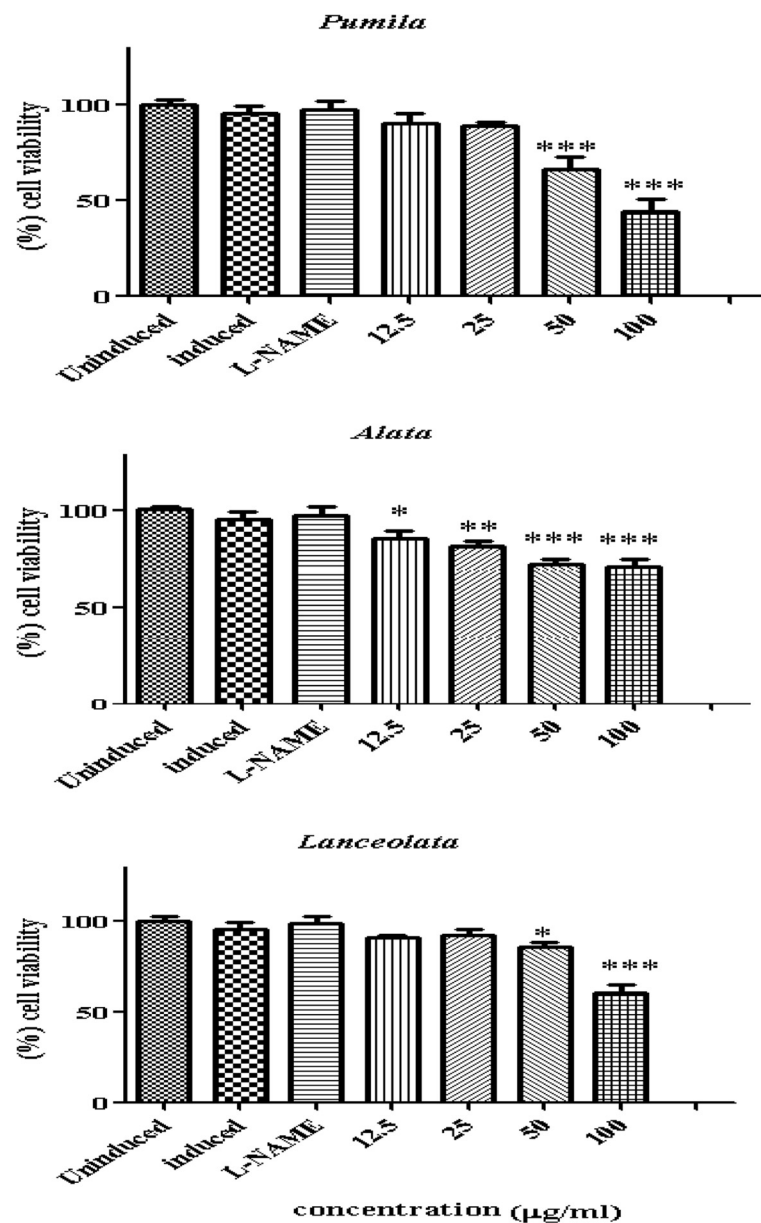 Pumila
(%) cell viability
100
50
0
***
***
Uninduced
induced
L-NAME
12.5
25
50
100
Alata
(%) cell viability
100
50
0
*
**
***
***
Uninduced
induced
L-NAME
12.5
25
50
100
Lanceolata
(%) cell viability
100
50
0
*
***
Uninduced
induced
L-NAME
12.5
25
50
100
concentration (µg/ml)